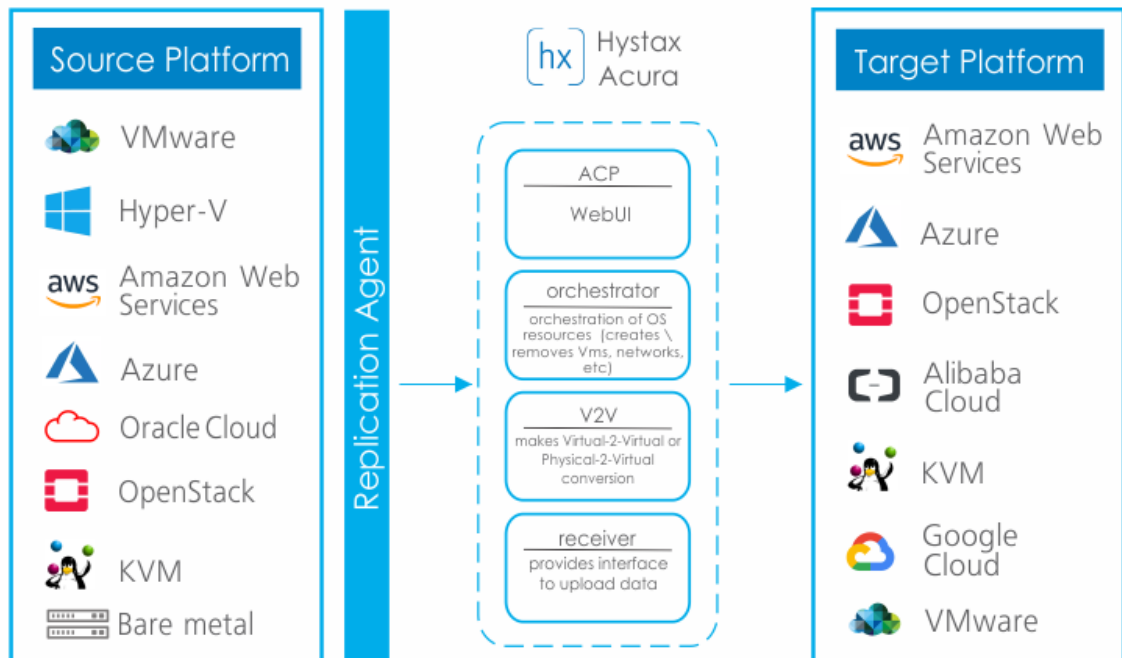 Source Platform
VMware
Hyper-V
aws
Amazon Web
Services
Azure
Oracle Cloud
OpenStack
KVM
Bare metal
Replication Agent
hx
Hystax
Acura
ACP
WebUI
orchestrator
orchestration of OS
resources (creates \
removes Vms, networks,
etc)
V2V
makes Virtual-2-Virtual or
Physical-2-Virtual
conversion
receiver
provides interface
to upload data
Target Platform
aws
Amazon Web
Services
Azure
OpenStack
Alibaba
Cloud
KVM
Google
Cloud
VMware